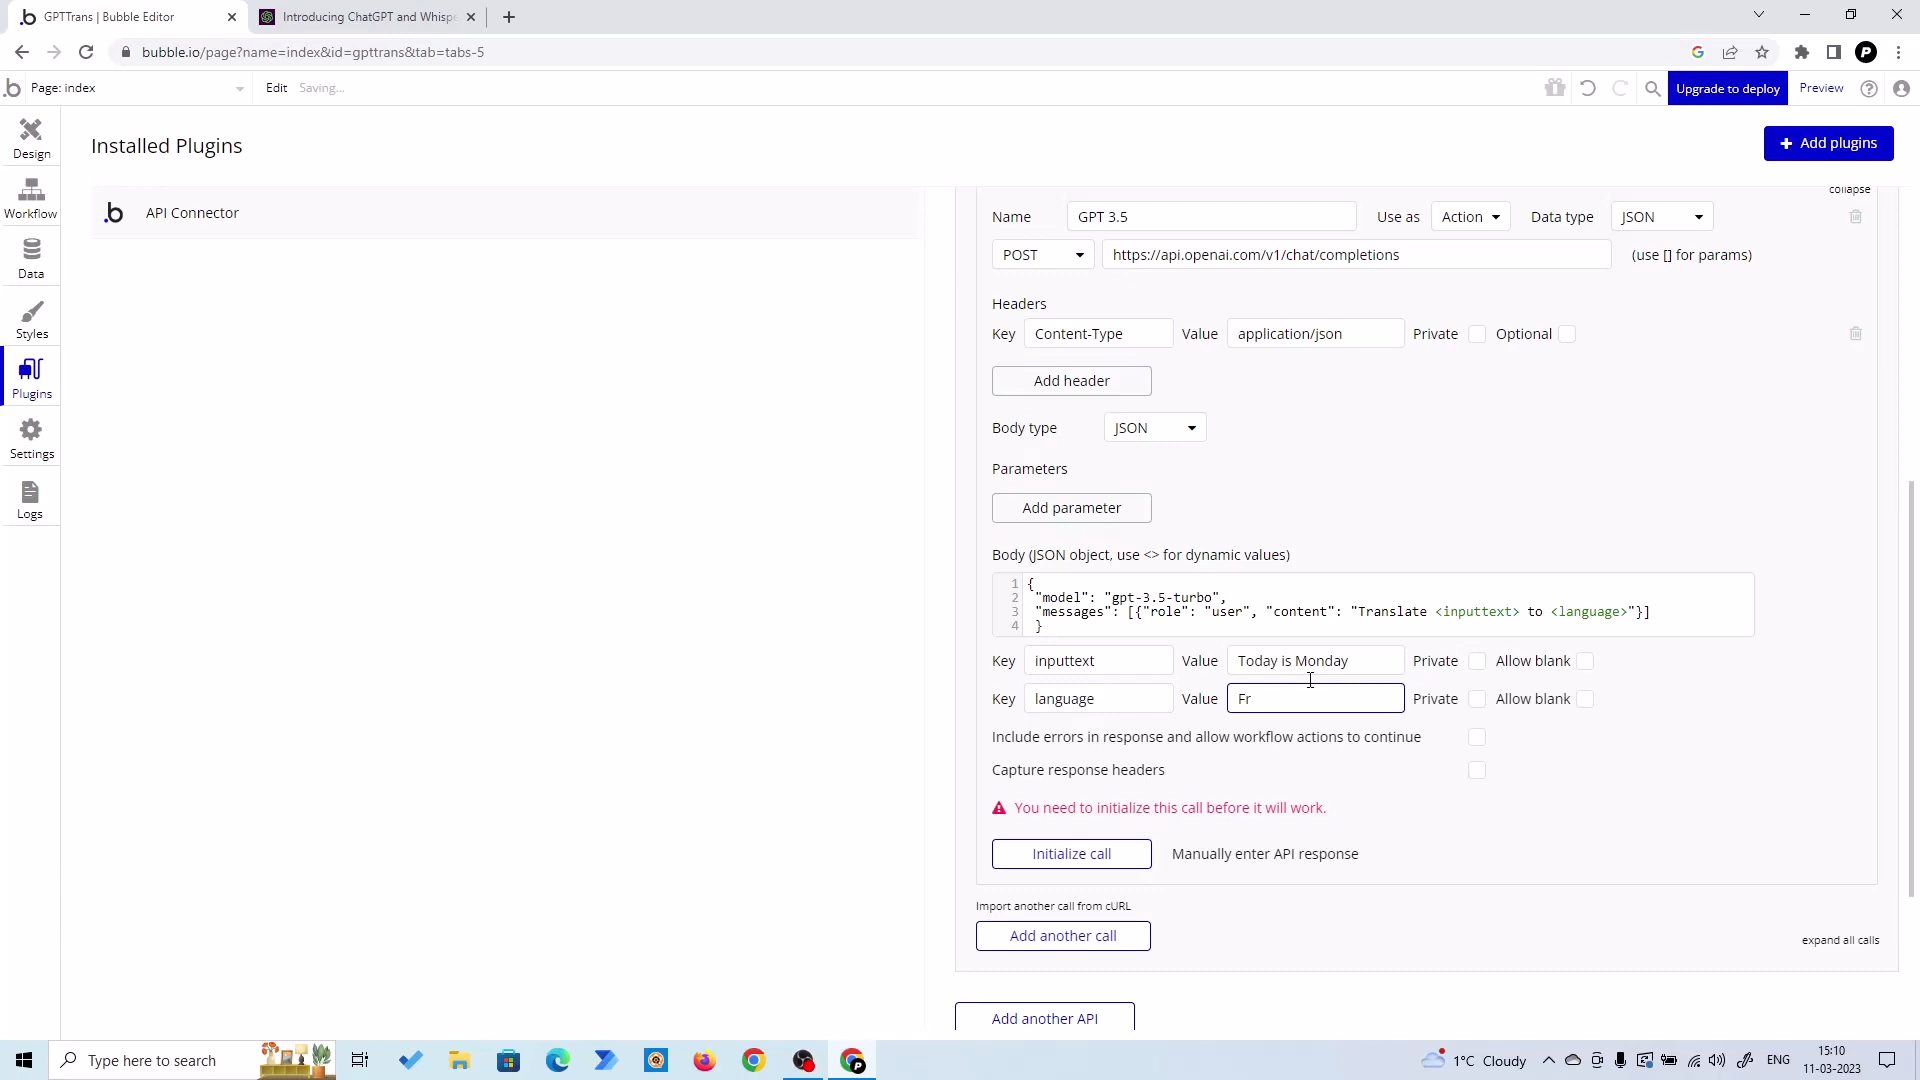 GPTTrans | Bubble Editor
Introducing ChatGPT and Whispe
bubble.io/page?name=index&id=gpttrans&tab=tabs-5
Page: index
Edit
Saving...
Upgrade to deploy
Preview
Design
Workflow
Data
Styles
Plugins
Settings
Logs
Installed Plugins
Add plugins
API Connector
collapse
Name GPT 3.5 Use as Action Data type JSON
POST https://api.openai.com/v1/chat/completions (use [] for params)
Headers
Key Content-Type Value application/json Private Optional
Add header
Body type JSON
Parameters
Add parameter
Body (JSON object, use <> for dynamic values)
1 {
2 "model": "gpt-3.5-turbo",
3 "messages": [{"role": "user", "content": "Translate <inputtext> to <language>"}]
4 }
Key inputtext Value Today is Monday Private Allow blank
Key language Value Fr Private Allow blank
Include errors in response and allow workflow actions to continue
Capture response headers
You need to initialize this call before it will work.
Initialize call Manually enter API response
Import another call from cURL
Add another call
expand all calls
Add another API
Type here to search
1°C Cloudy
ENG
15:10
11-03-2023